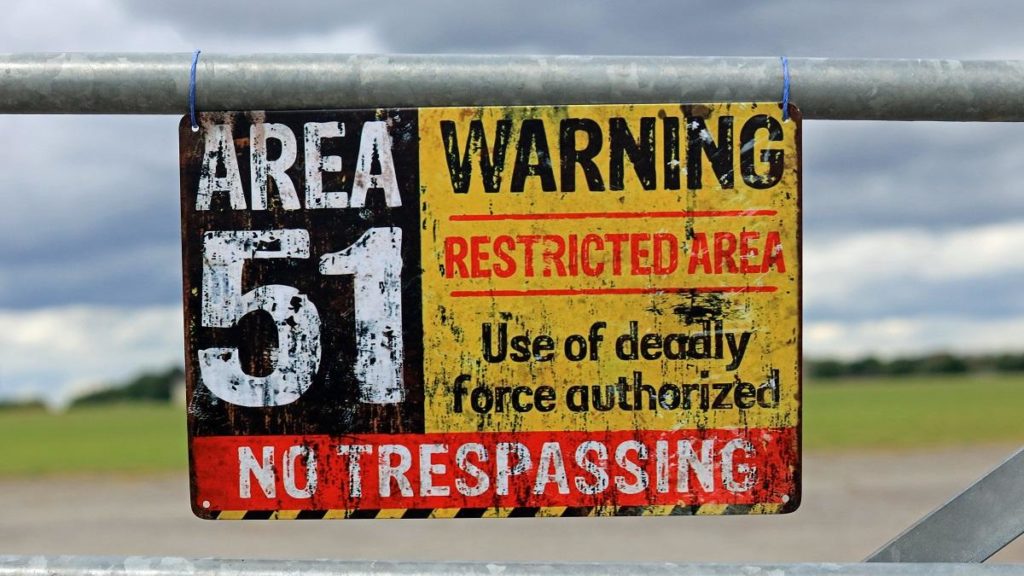 AREA
51
WARNING
RESTRICTED AREA
Use of deadly
force authorized
NO TRESPASSING